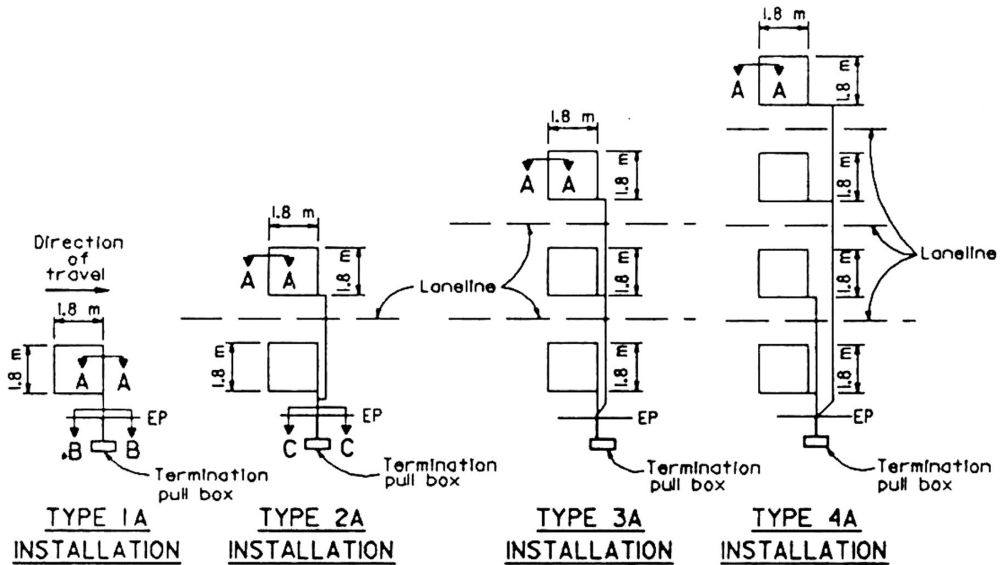 Direction
of
travel
1.8 m
1.8 m
A A
EP
B B
Termination
pull box
TYPE 1A
INSTALLATION
1.8 m
1.8 m
A A
1.8 m
EP
C C
Termination
pull box
TYPE 2A
INSTALLATION
Laneline
1.8 m
A A
1.8 m
1.8 m
EP
Termination
pull box
TYPE 3A
INSTALLATION
1.8 m
A A
1.8 m
1.8 m
1.8 m
1.8 m
Laneline
EP
Termination
pull box
TYPE 4A
INSTALLATION